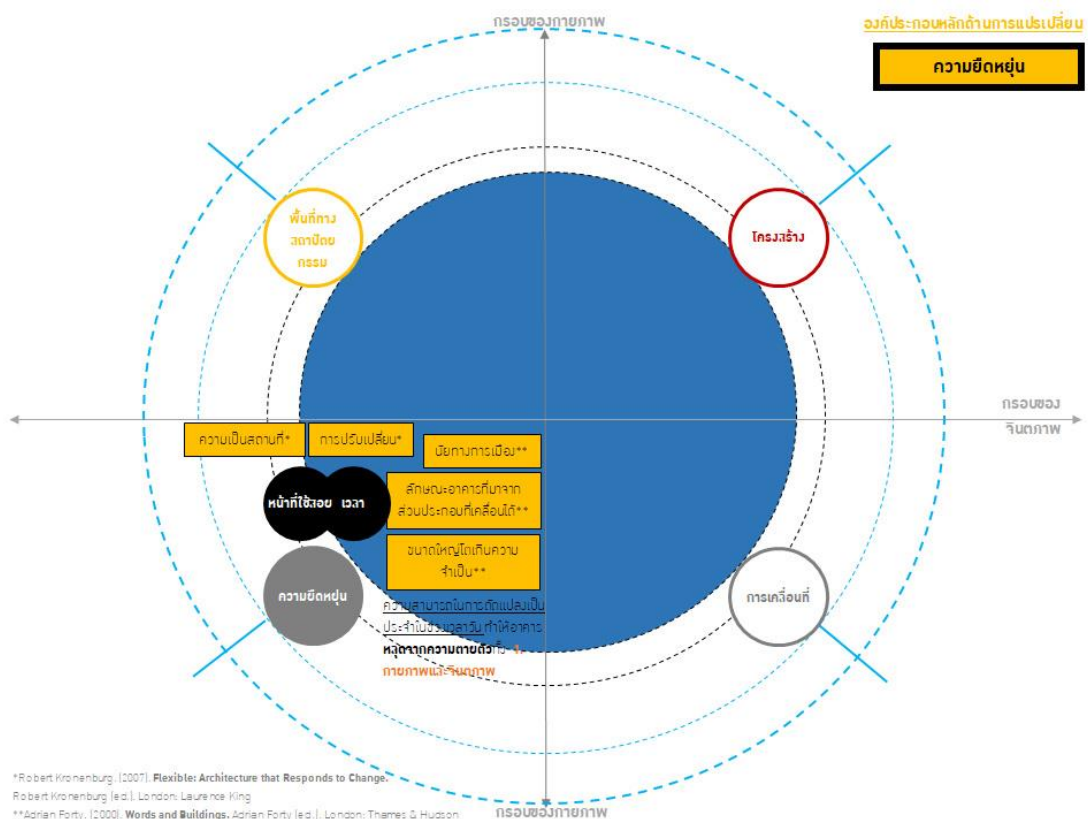 กรอบของกายภาพ
องค์ประกอบหลักด้านการแปรเปลี่ยน
ความยืดหยุ่น
พื้นที่ทาง
สถาปัตย
กรรม
โครงสร้าง
กรอบของ
จินตภาพ
ความเป็นสถานที่*
การปรับเปลี่ยน*
นัยทางการเมือง**
หน้าที่ใช้สอย
เวลา
ลักษณะอาคารที่มาจาก
ส่วนประกอบที่เคลื่อนได้**
ขนาดใหญ่โตเกินความ
จำเป็น**
ความยืดหยุ่น
การเคลื่อนที่
ความสามารถในการดัดแปลงเป็น
ประจำในช่วงเวลาวัน ทำให้อาคาร
หลุดจากความตายตัว
กายภาพและจินตภาพ
*Robert Kronenburg. (2007). Flexible: Architecture that Responds to Change.
Robert Kronenburg (ed.). London: Laurence King
**Adrian Forty. (2000). Words and Buildings. Adrian Forty (ed.). London: Thames & Hudson
กรอบของกายภาพ